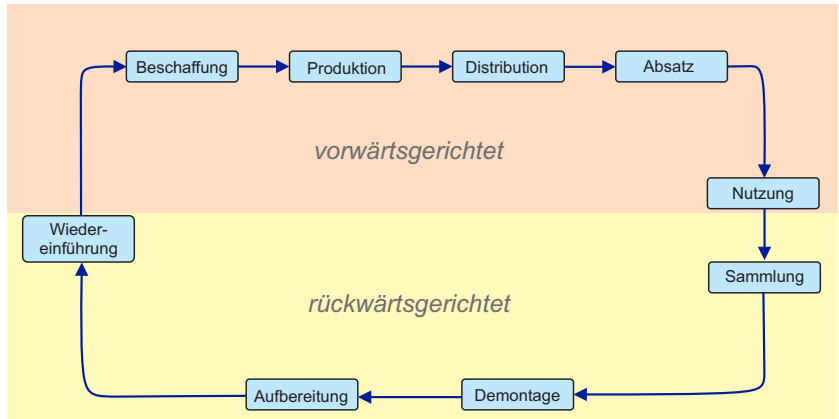 Beschaffung
Produktion
Distribution
Absatz
vorwärtsgerichtet
Nutzung
Wieder-
einführung
Sammlung
rückwärtsgerichtet
Aufbereitung
Demontage